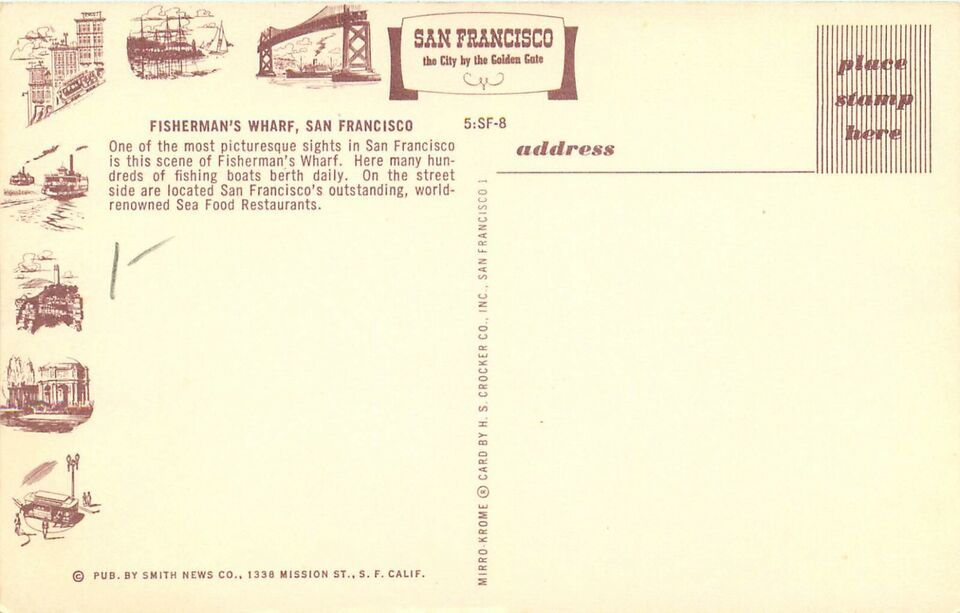 SAN FRANCISCO
the City by the Golden Gate
FISHERMAN'S WHARF, SAN FRANCISCO
5:SF-8
One of the most picturesque sights in San Francisco
is this scene of Fisherman's Wharf. Here many hun-
dreds of fishing boats berth daily. On the street
side are located San Francisco's outstanding, world-
renowned Sea Food Restaurants.
© PUB. BY SMITH NEWS CO., 1338 MISSION ST., S. F. CALIF.
MIRRO-KROME ® CARD BY H. S. CROCKER CO., INC., SAN FRANCISCO 1
address
place
stamp
here